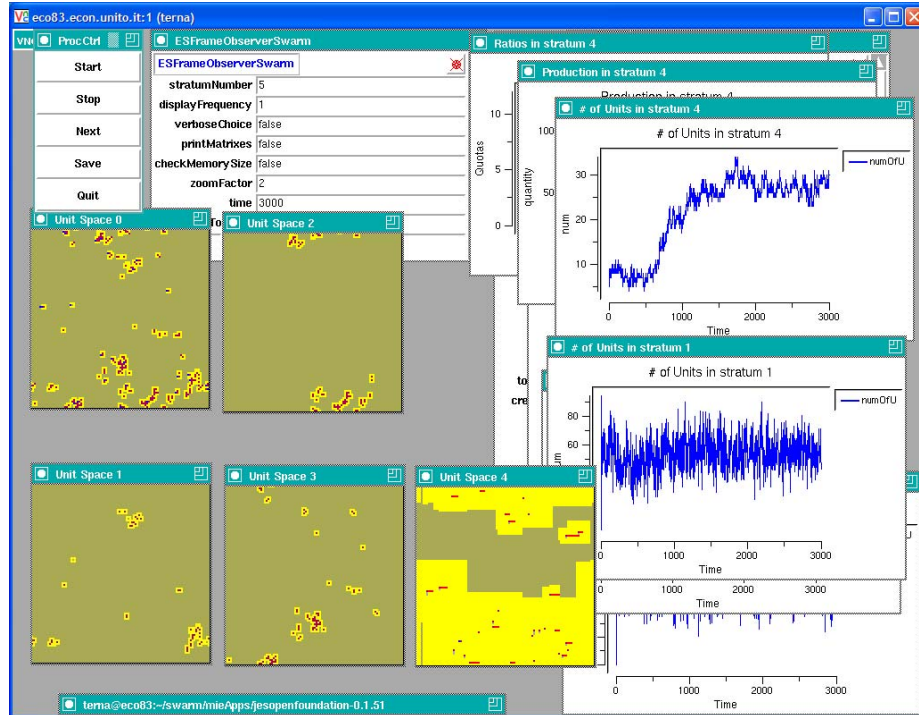 eco83.econ.unito.it:1 (terna)
ProcCtrl
Start
Stop
Next
Save
Quit
ESFrameObserverSwarm
ESFrameObserverSwarm
stratumNumber 5
displayFrequency 1
verboseChoice false
printMatrixes false
checkMemorySize false
zoomFactor 2
time 3000
Ratios in stratum 4
Quotas
10
5
0
Production in stratum 4
quantity
50
# of Units in stratum 4
# of Units in stratum 4
numOfU
num
30
20
10
0 1000 2000 3000
Time
# of Units in stratum 1
# of Units in stratum 1
numOfU
80
60
0 1000 2000 3000
Time
0 1000 2000 3000
Time
0 1000 2000 3000
Time
Unit Space 0
Unit Space 2
Unit Space 1
Unit Space 3
Unit Space 4
terna@eco83:~/swarm/mieApps/jesopenfoundation-0.1.51